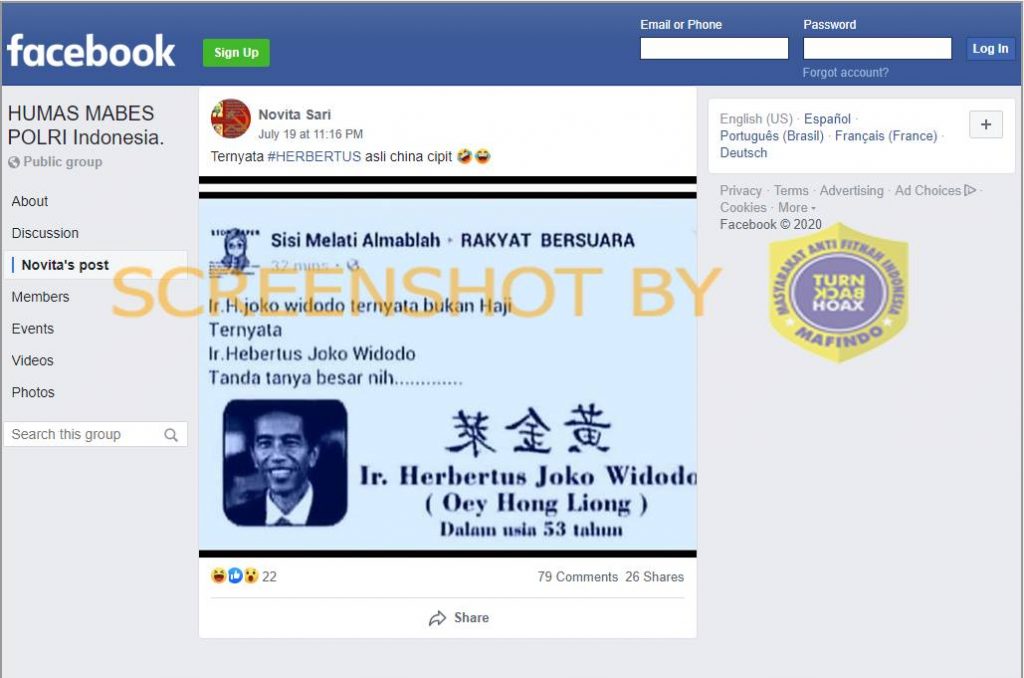 facebook
Sign Up
Email or Phone
Password
Log In
Forgot account?
HUMAS MABES
POLRI Indonesia.
Public group
About
Discussion
Novita's post
Members
Events
Videos
Photos
Search this group
Novita Sari
July 19 at 11:16 PM
Ternyata #HERBERTUS asli china cipit
Sisi Melati Almablah RAKYAT BERSUARA
37 mins
SCREENSHOT BY
Ir.H.joko widodo ternyata bukan Haji
Ternyata
Ir.Hebertus Joko Widodo
Tanda tanya besar nih.............
萊金黃
Ir. Herbertus Joko Widodo
( Oey Hong Liong )
Dalam usia 53 tahun
22
79 Comments 26 Shares
Share
English (US) · Español ·
Português (Brasil) · Français (France) ·
Deutsch
+
Privacy · Terms · Advertising · Ad Choices ·
Cookies · More
Facebook © 2020
MASYARAKAT ANTI FITNAH INDONESIA
TURN
BACK
HOAX
MAFINDO